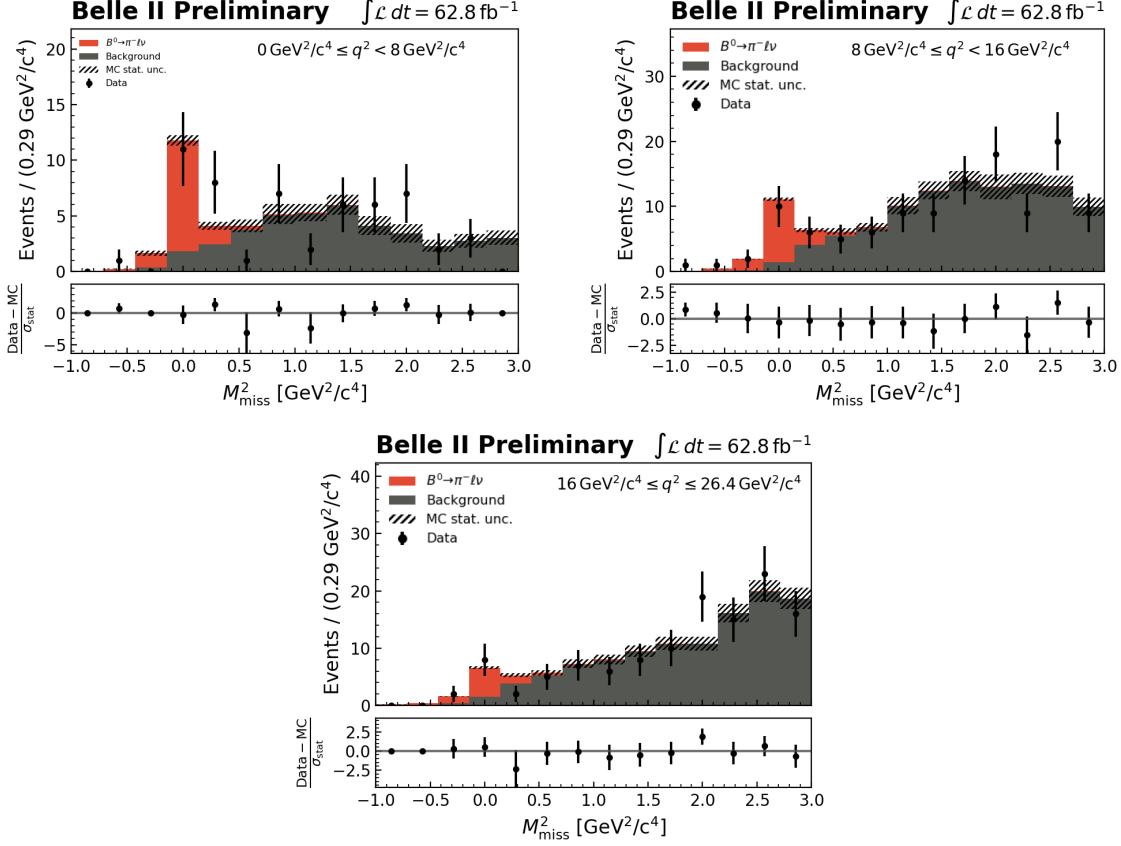 Belle II Preliminary ∫ℒ dt = 62.8 fb⁻¹
B⁰→π⁻ℓν
Background
MC stat. unc.
Data
0 GeV²/c⁴ ≤ q² < 8 GeV²/c⁴
Events / (0.29 GeV²/c⁴)
20
15
10
5
0
Data − MC
σstat
0
−5
−1.0 −0.5 0.0 0.5 1.0 1.5 2.0 2.5 3.0
M²miss [GeV²/c⁴]
Belle II Preliminary ∫ℒ dt = 62.8 fb⁻¹
B⁰→π⁻ℓν
Background
MC stat. unc.
Data
8 GeV²/c⁴ ≤ q² < 16 GeV²/c⁴
Events / (0.29 GeV²/c⁴)
30
20
10
0
Data − MC
σstat
2.5
0.0
−2.5
−1.0 −0.5 0.0 0.5 1.0 1.5 2.0 2.5 3.0
M²miss [GeV²/c⁴]
Belle II Preliminary ∫ℒ dt = 62.8 fb⁻¹
B⁰→π⁻ℓν
Background
MC stat. unc.
Data
16 GeV²/c⁴ ≤ q² ≤ 26.4 GeV²/c⁴
Events / (0.29 GeV²/c⁴)
40
30
20
10
0
Data − MC
σstat
2.5
0.0
−2.5
−1.0 −0.5 0.0 0.5 1.0 1.5 2.0 2.5 3.0
M²miss [GeV²/c⁴]